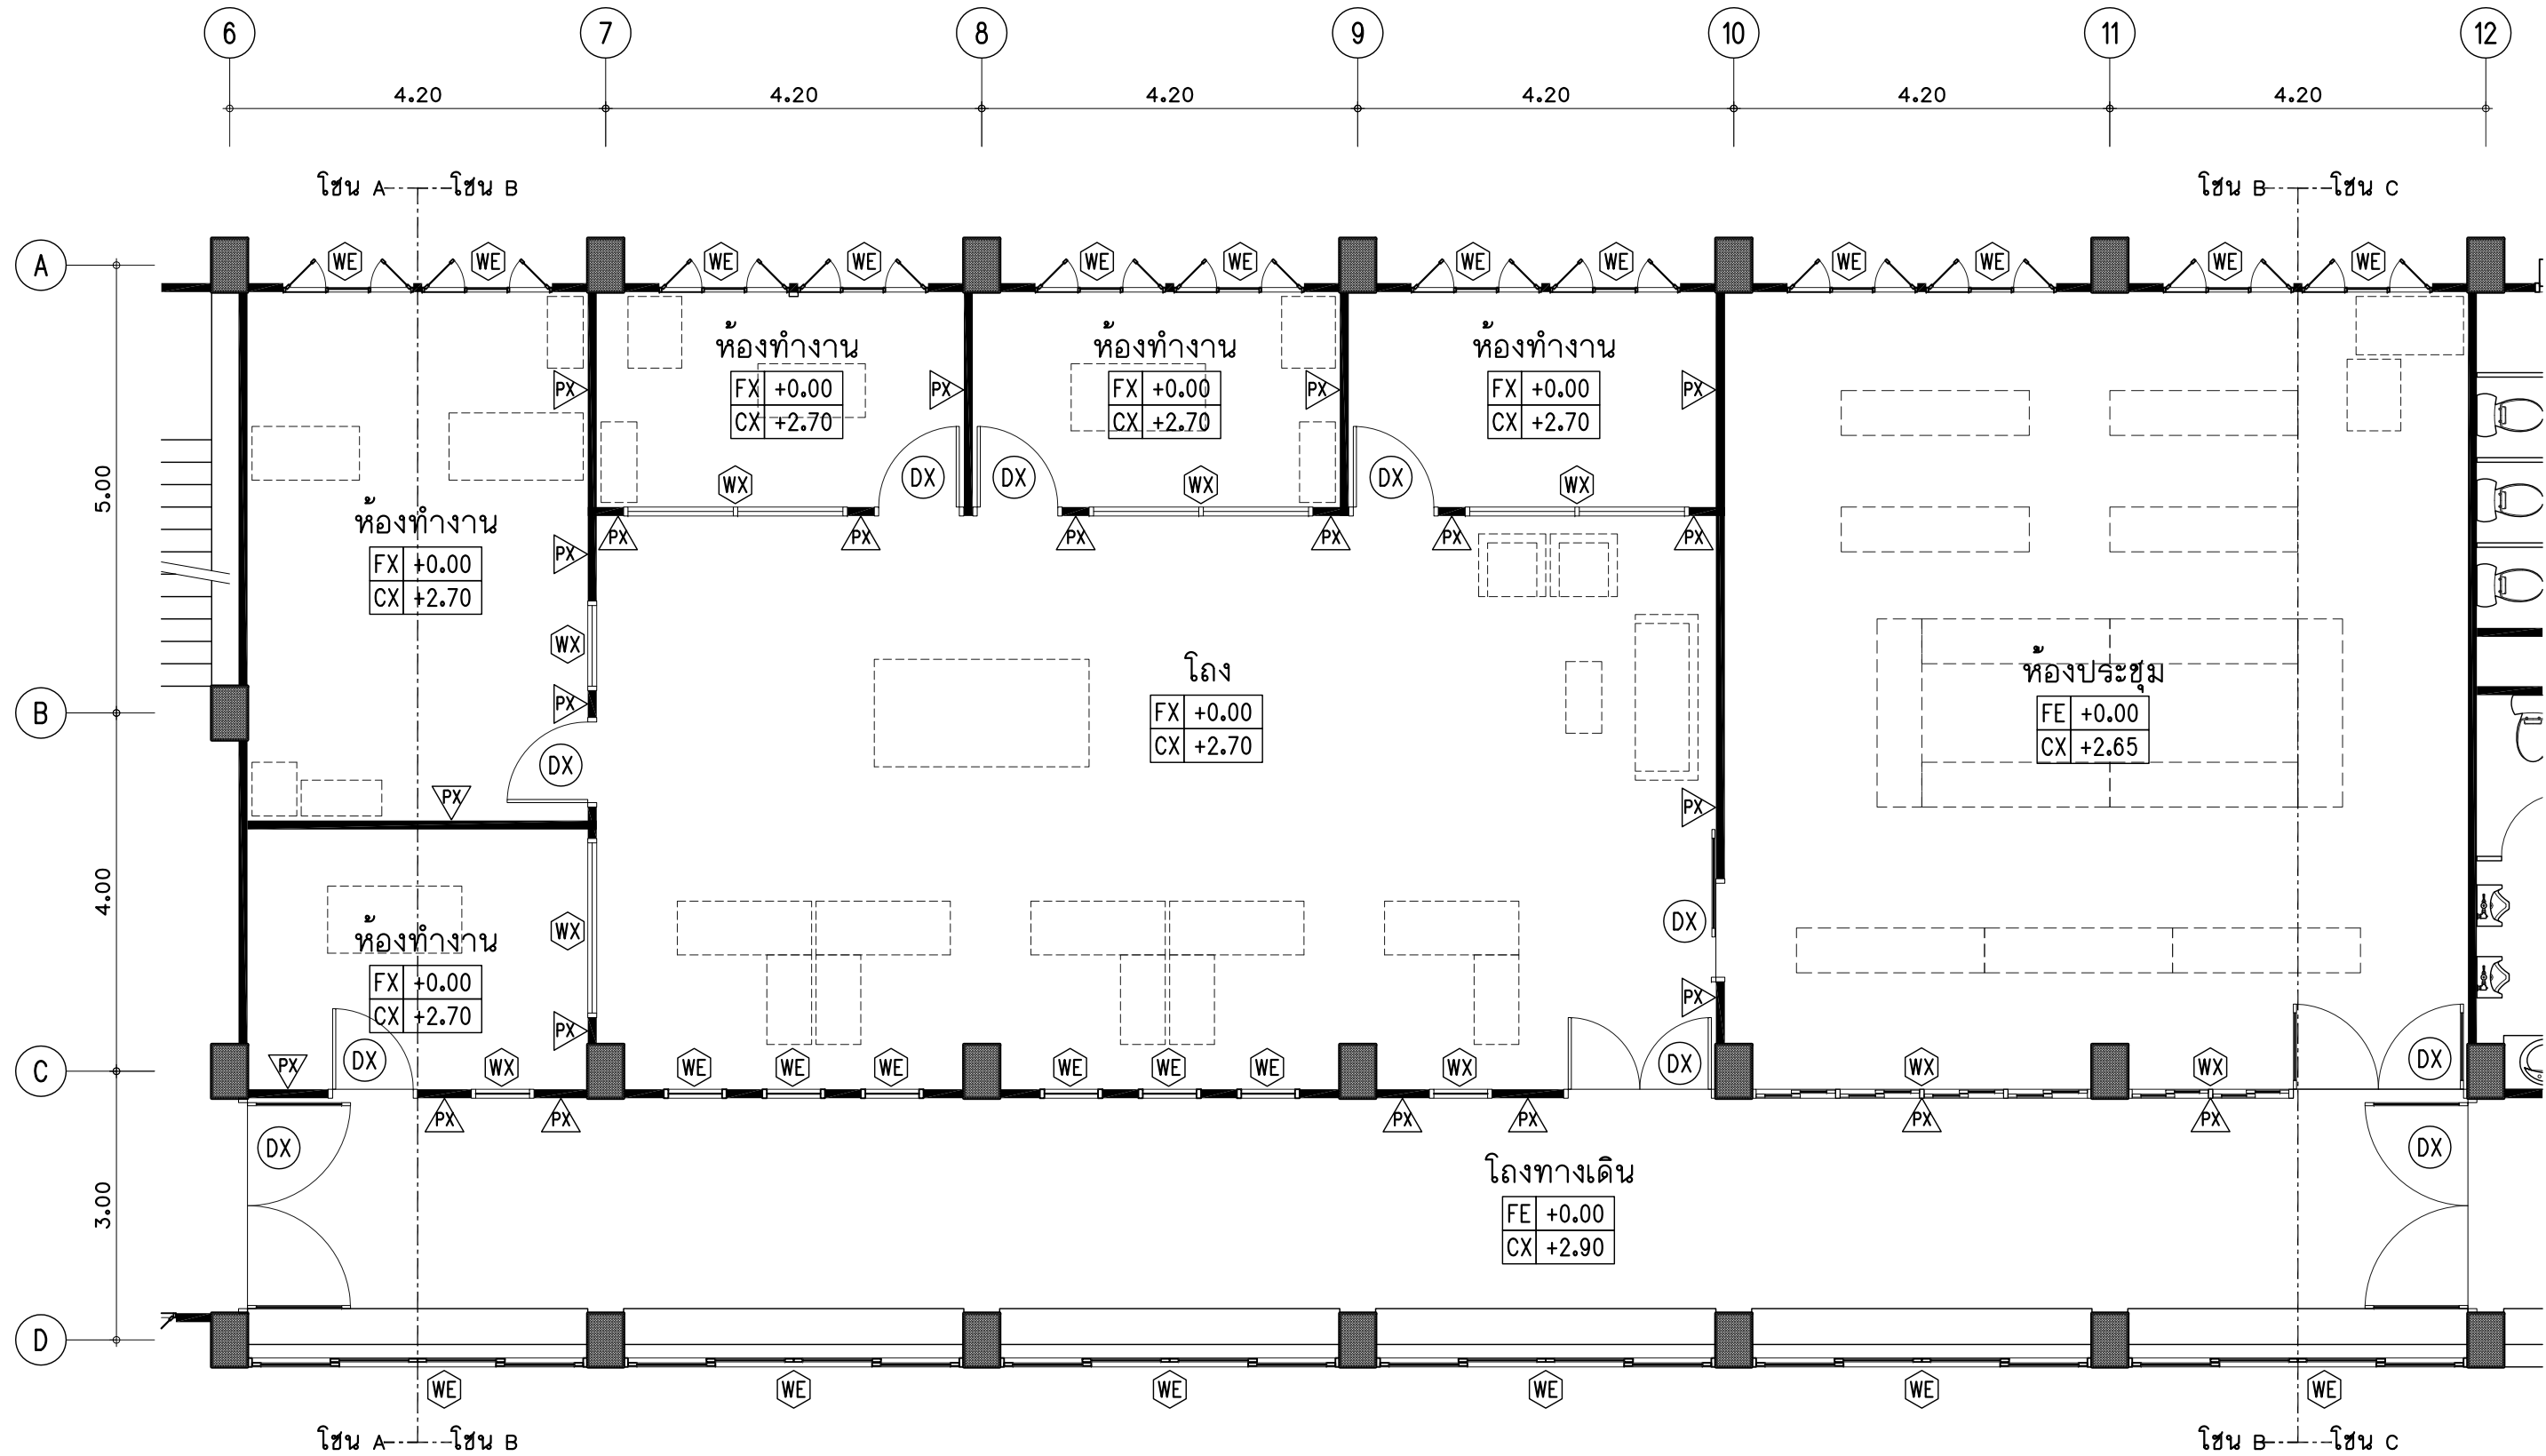 6 7 8 9 10 11 12
4.20 4.20 4.20 4.20 4.20 4.20
โซน A โซน B โซน B โซน C
A WE WE WE WE WE WE WE WE WE WE WE WE
ห้องทำงาน ห้องทำงาน ห้องทำงาน
FX +0.00 FX +0.00 FX +0.00
PX PX PX PX
CX +2.70 CX +2.70 CX +2.70
5.00
DX DX DX
WX WX WX
ห้องทำงาน
PX PX PX PX PX PX
FX +0.00
PX
CX +2.70
WX
โถง ห้องประชุม
PX
B FX +0.00 FE +0.00
CX +2.70 CX +2.65
DX
PX PX
4.00
DX
WX
ห้องทำงาน
FX +0.00
PX
CX +2.70
PX
C PX DX WX WE WE WE WE WE WE WX DX WX WX DX
PX PX PX PX PX PX
DX DX
โถงทางเดิน
3.00
FE +0.00
CX +2.90
D
WE WE WE WE WE WE
โซน A โซน B โซน B โซน C